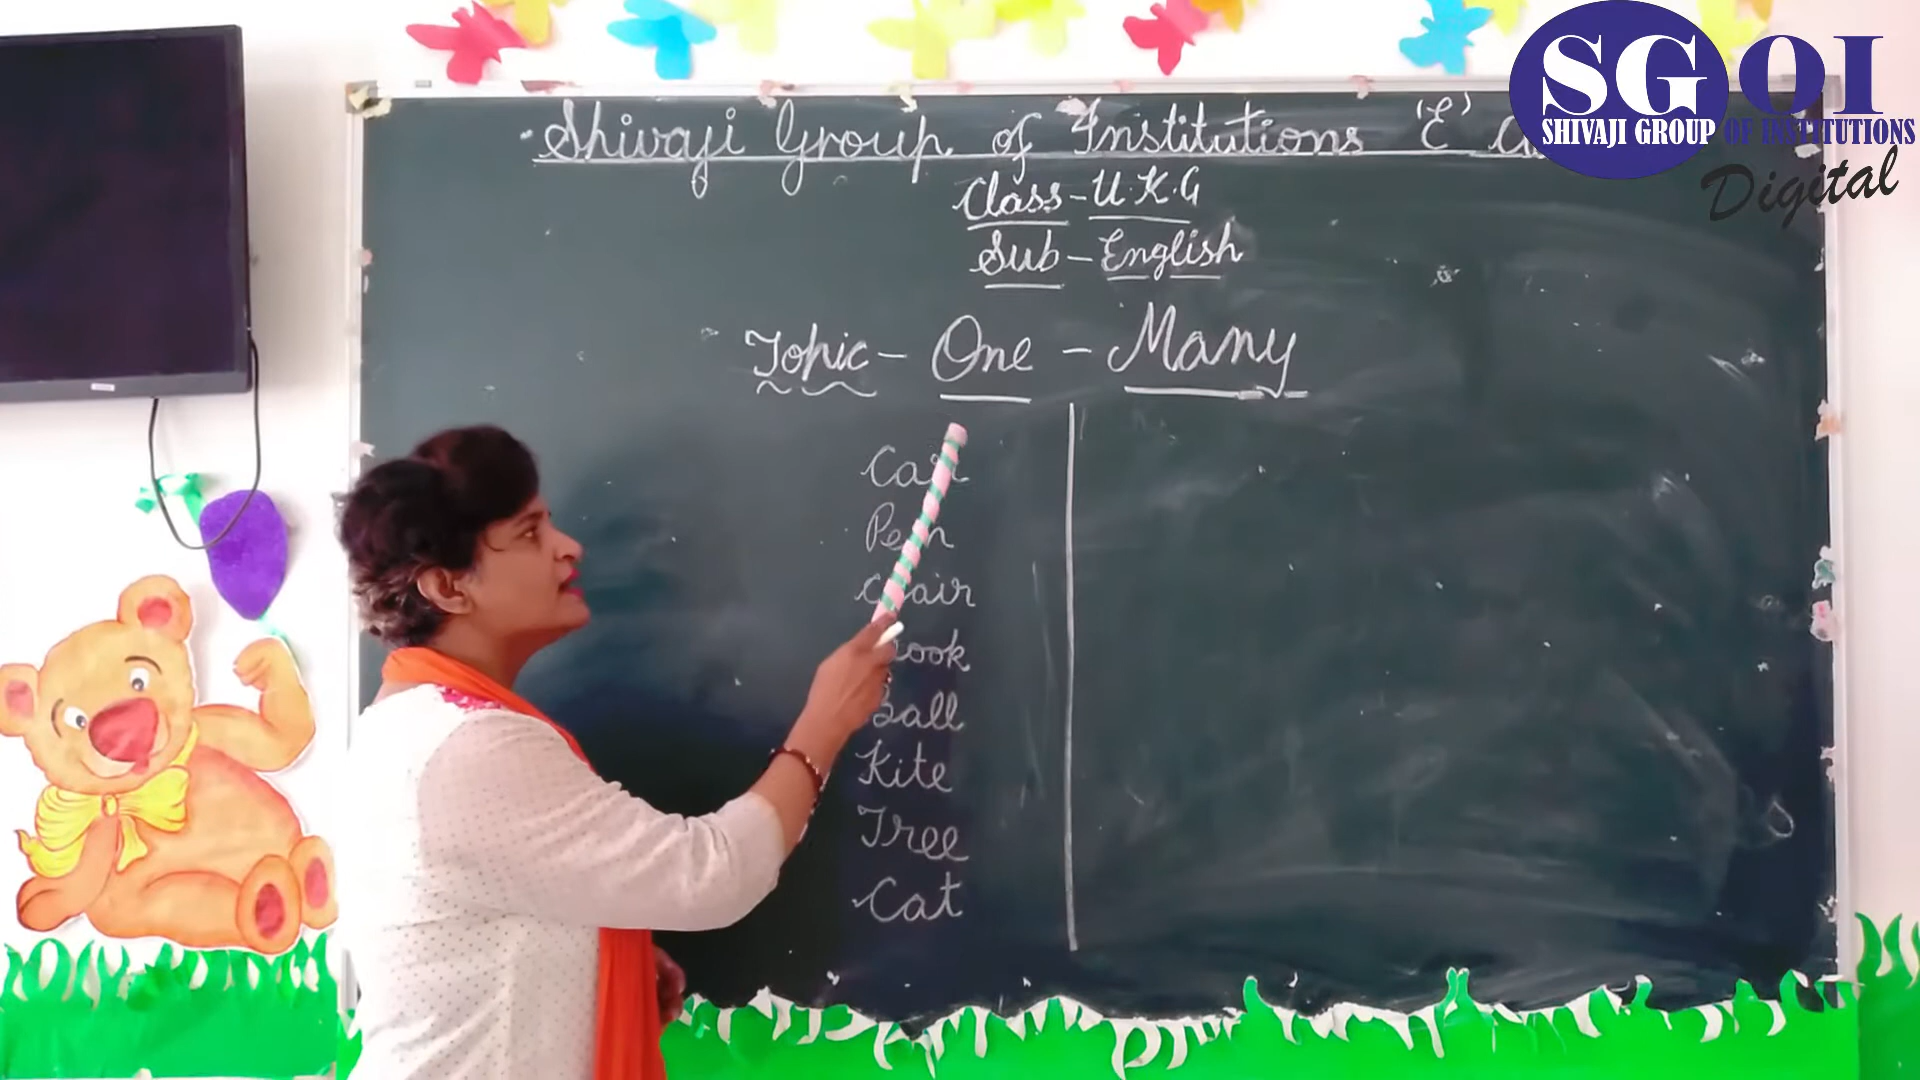 Shivaji Group of Institutions 'E'
SGOI
SHIVAJI GROUP OF INSTITUTIONS
Digital
Class - U.K.G
Sub - English
Topic - One - Many
Car
Pen
Chair
Book
Ball
Kite
Tree
Cat